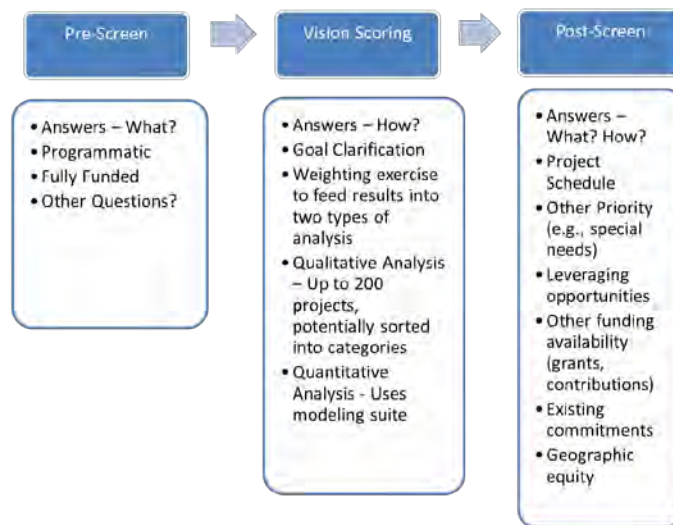 Pre-Screen
Vision Scoring
Post-Screen
• Answers – What?
• Programmatic
• Fully Funded
• Other Questions?
• Answers – How?
• Goal Clarification
• Weighting exercise
to feed results into
two types of
analysis
• Qualitative Analysis
– Up to 200
projects,
potentially sorted
into categories
• Quantitative
Analysis - Uses
modeling suite
• Answers –
What? How?
• Project
Schedule
• Other Priority
(e.g., special
needs)
• Leveraging
opportunities
• Other funding
availability
(grants,
contributions)
• Existing
commitments
• Geographic
equity